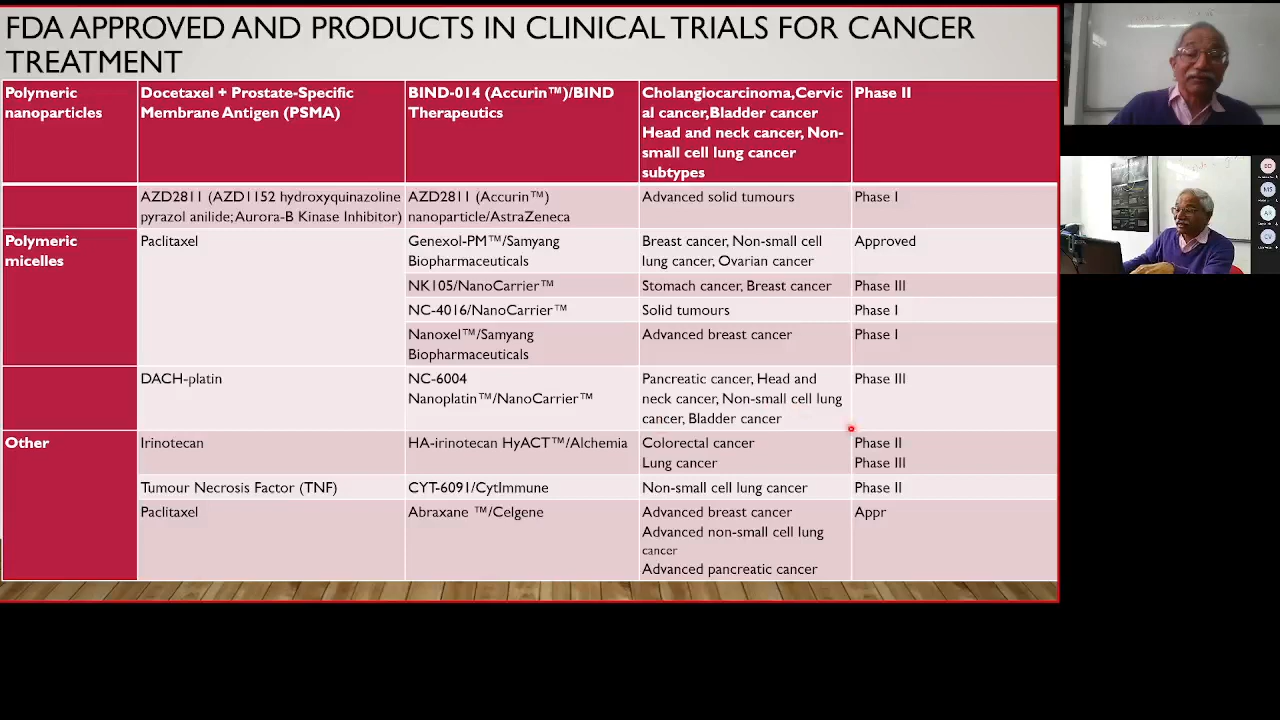 FDA APPROVED AND PRODUCTS IN CLINICAL TRIALS FOR CANCER
TREATMENT
Polymeric
nanoparticles
Docetaxel + Prostate-Specific
Membrane Antigen (PSMA)
BIND-014 (Accurin™)/BIND
Therapeutics
Cholangiocarcinoma,Cervic
al cancer,Bladder cancer
Head and neck cancer, Non-
small cell lung cancer
subtypes
Phase II
AZD2811 (AZD1152 hydroxyquinazoline
pyrazol anilide;Aurora-B Kinase Inhibitor)
AZD2811 (Accurin™)
nanoparticle/AstraZeneca
Advanced solid tumours
Phase I
Polymeric
micelles
Paclitaxel
Genexol-PM™/Samyang
Biopharmaceuticals
Breast cancer, Non-small cell
lung cancer, Ovarian cancer
Approved
NK105/NanoCarrier™
Stomach cancer, Breast cancer
Phase III
NC-4016/NanoCarrier™
Solid tumours
Phase I
Nanoxel™/Samyang
Biopharmaceuticals
Advanced breast cancer
Phase I
DACH-platin
NC-6004
Nanoplatin™/NanoCarrier™
Pancreatic cancer, Head and
neck cancer, Non-small cell lung
cancer, Bladder cancer
Phase III
Other
Irinotecan
HA-irinotecan HyACT™/Alchemia
Colorectal cancer
Lung cancer
Phase II
Phase III
Tumour Necrosis Factor (TNF)
CYT-6091/CytImmune
Non-small cell lung cancer
Phase II
Paclitaxel
Abraxane ™/Celgene
Advanced breast cancer
Advanced non-small cell lung
cancer
Advanced pancreatic cancer
Appr
MS
AR